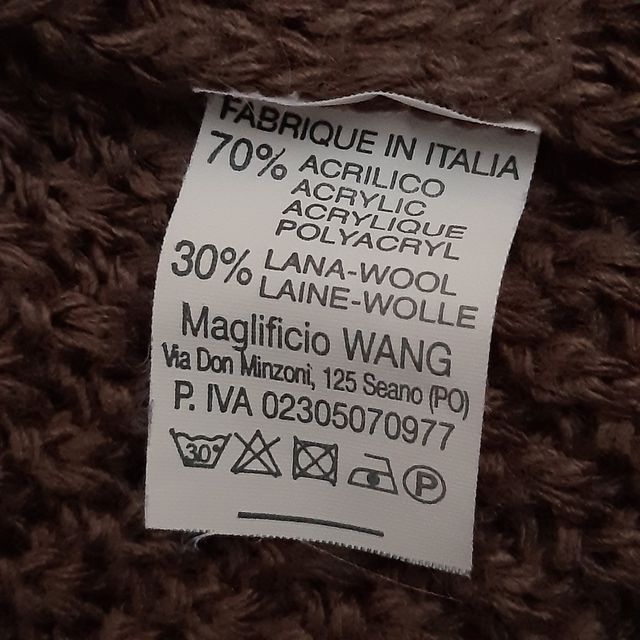 FABRIQUE IN ITALIA
70% ACRILICO
ACRYLIC
ACRYLIQUE
POLYACRYL
30% LANA-WOOL
LAINE-WOLLE
Maglificio WANG
Via Don Minzoni, 125 Seano (PO)
P. IVA 02305070977
30° P